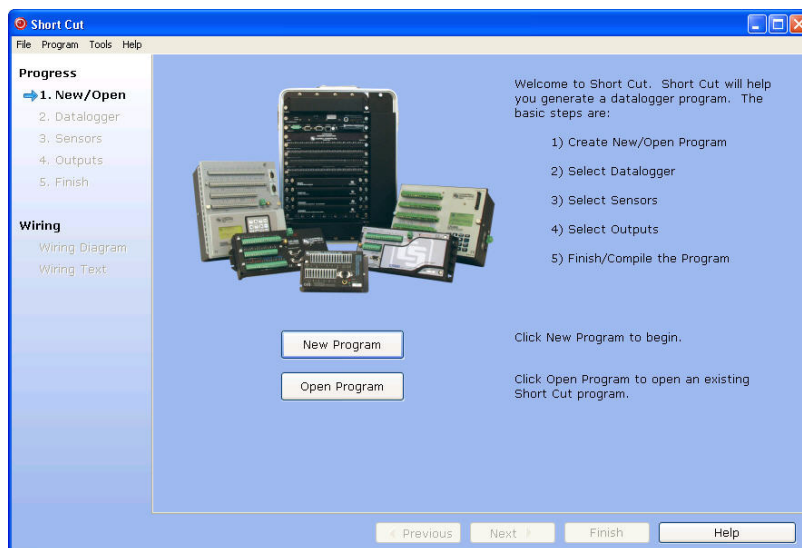 Short Cut
File Program Tools Help
Progress
1. New/Open
2. Datalogger
3. Sensors
4. Outputs
5. Finish
Wiring
Wiring Diagram
Wiring Text
Welcome to Short Cut. Short Cut will help
you generate a datalogger program. The
basic steps are:
1) Create New/Open Program
2) Select Datalogger
3) Select Sensors
4) Select Outputs
5) Finish/Compile the Program
New Program
Click New Program to begin.
Open Program
Click Open Program to open an existing
Short Cut program.
Previous Next Finish Help